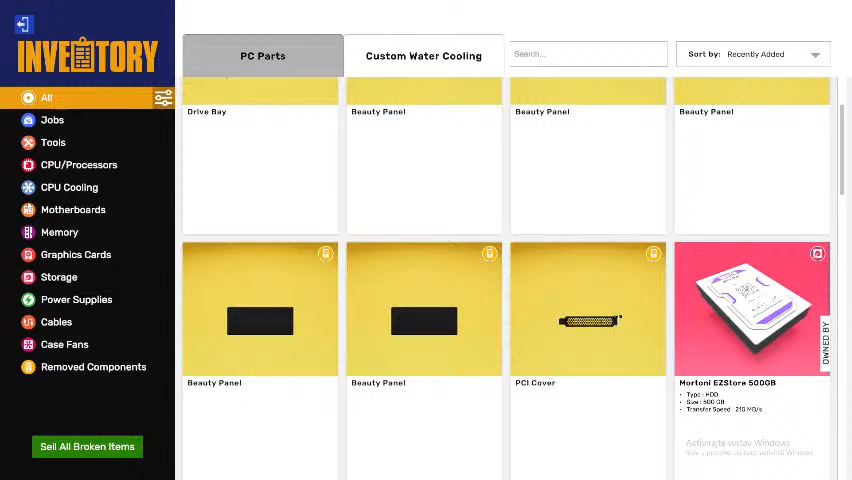 INVENTORY
PC Parts
Custom Water Cooling
Search...
Sort by: Recently Added
All
Jobs
Tools
CPU/Processors
CPU Cooling
Motherboards
Memory
Graphics Cards
Storage
Power Supplies
Cables
Case Fans
Removed Components
Sell All Broken Items
Drive Bay
Beauty Panel
Beauty Panel
Beauty Panel
Beauty Panel
Beauty Panel
PCI Cover
OWNED BY
Mortoni EZStore 500GB
• Type : HDD
• Size : 500 GB
• Transfer Speed : 210 MB/s
Aktivirajte sustav Windows